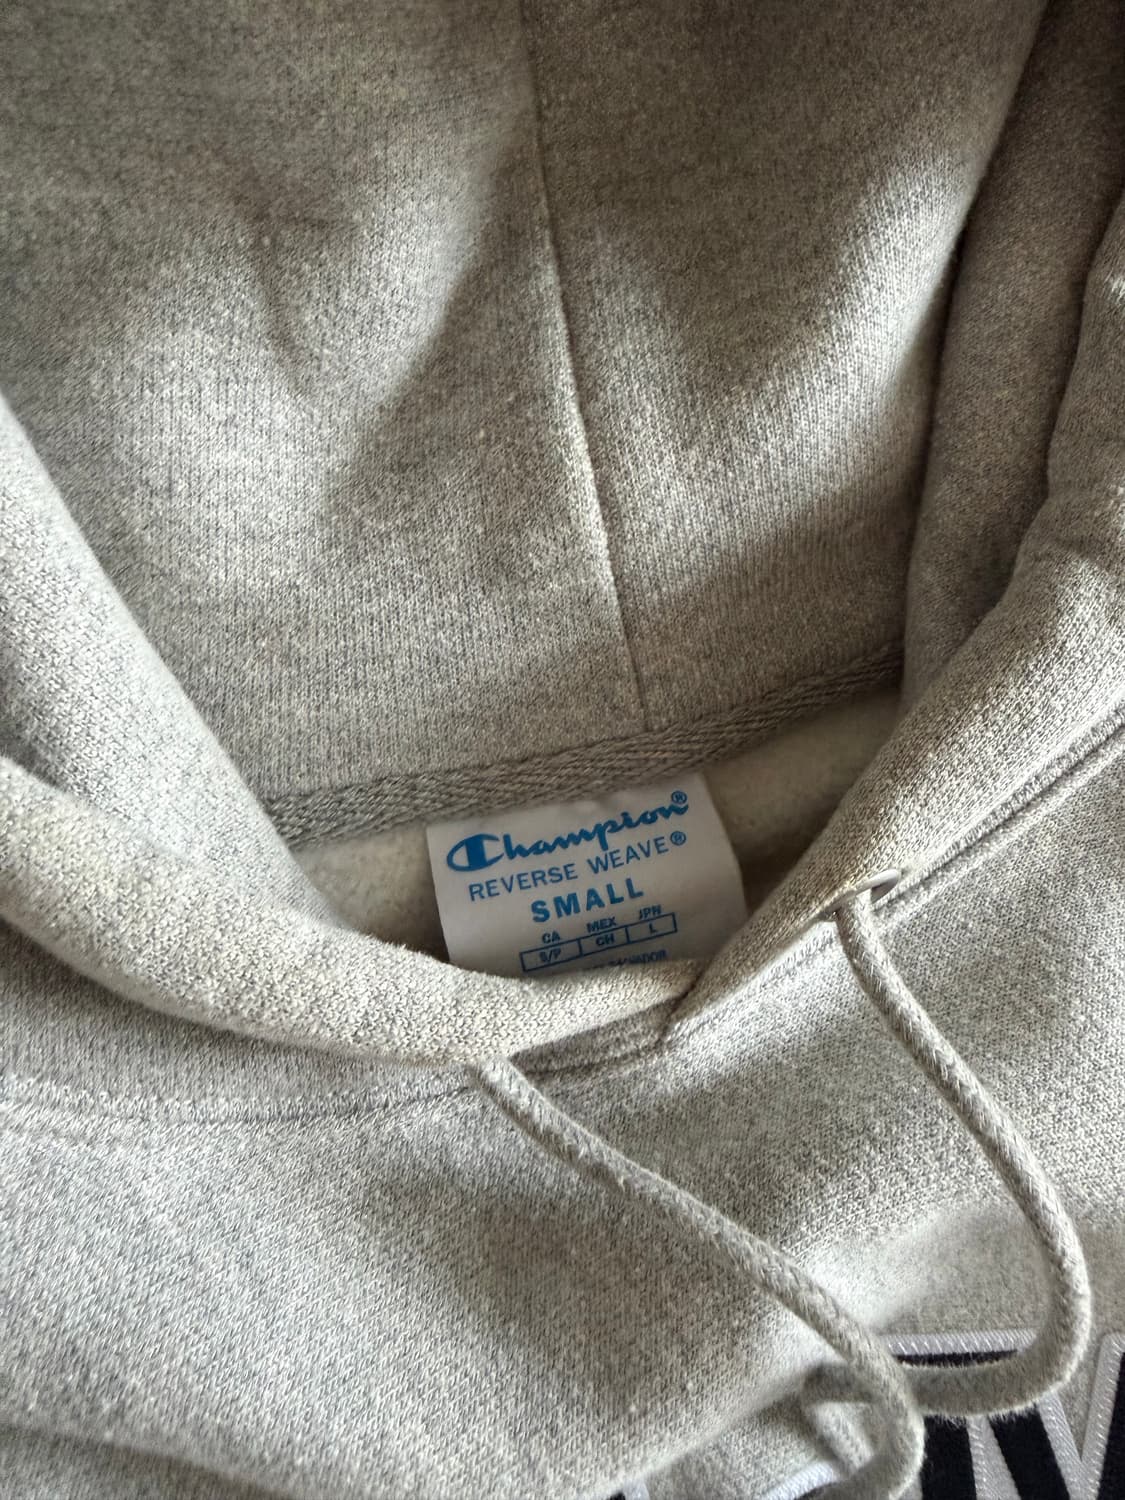 Champion®
REVERSE WEAVE®
SMALL
CA MEX JPN
S/P CH L